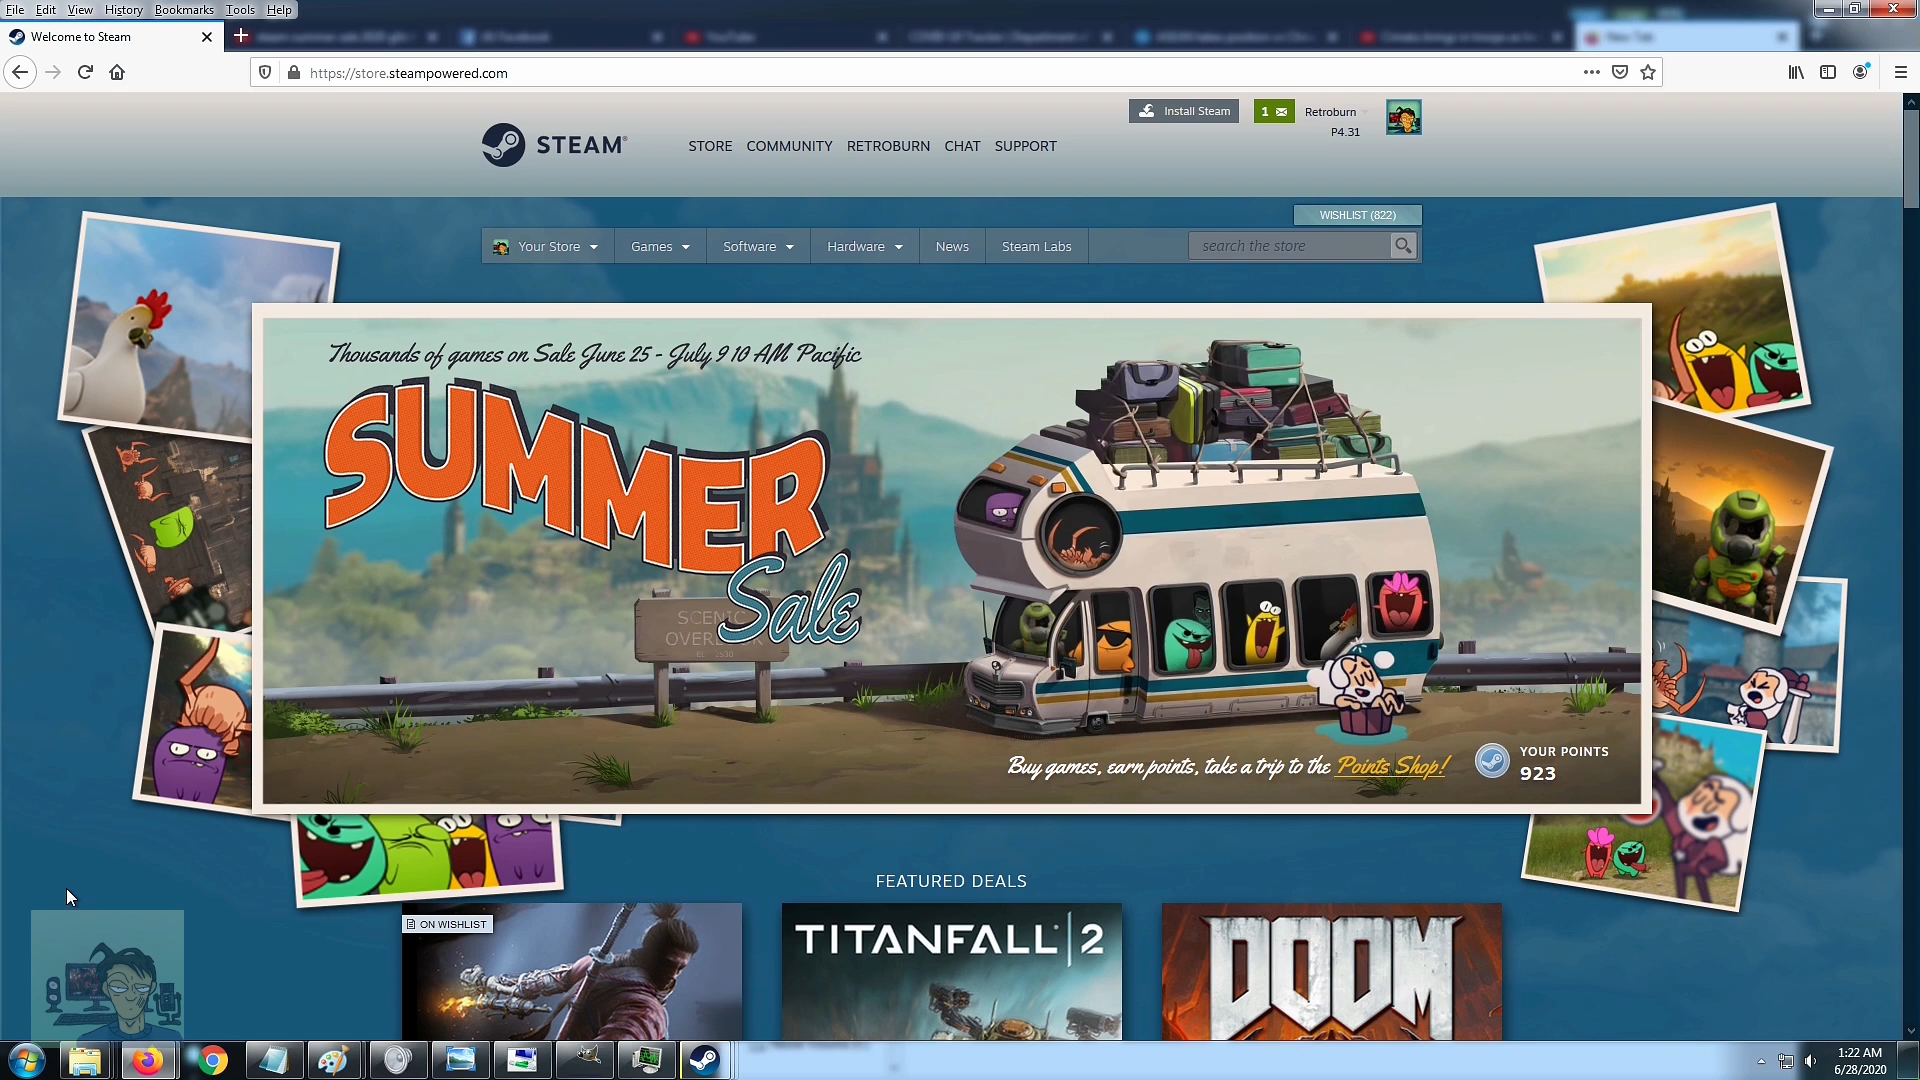 File Edit View History Bookmarks Tools Help
Welcome to Steam
YouTube
New Tab
https://store.steampowered.com
Install Steam
1
Retroburn
P4.31
STEAM®
STORE COMMUNITY RETROBURN CHAT SUPPORT
WISHLIST (822)
Your Store Games Software Hardware News Steam Labs search the store
Thousands of games on Sale June 25 - July 9 10 AM Pacific
SUMMER
Sale
SCENIC
Buy games, earn points, take a trip to the Points Shop!
YOUR POINTS
923
FEATURED DEALS
ON WISHLIST
TITANFALL 2
DOOM
1:22 AM
6/28/2020